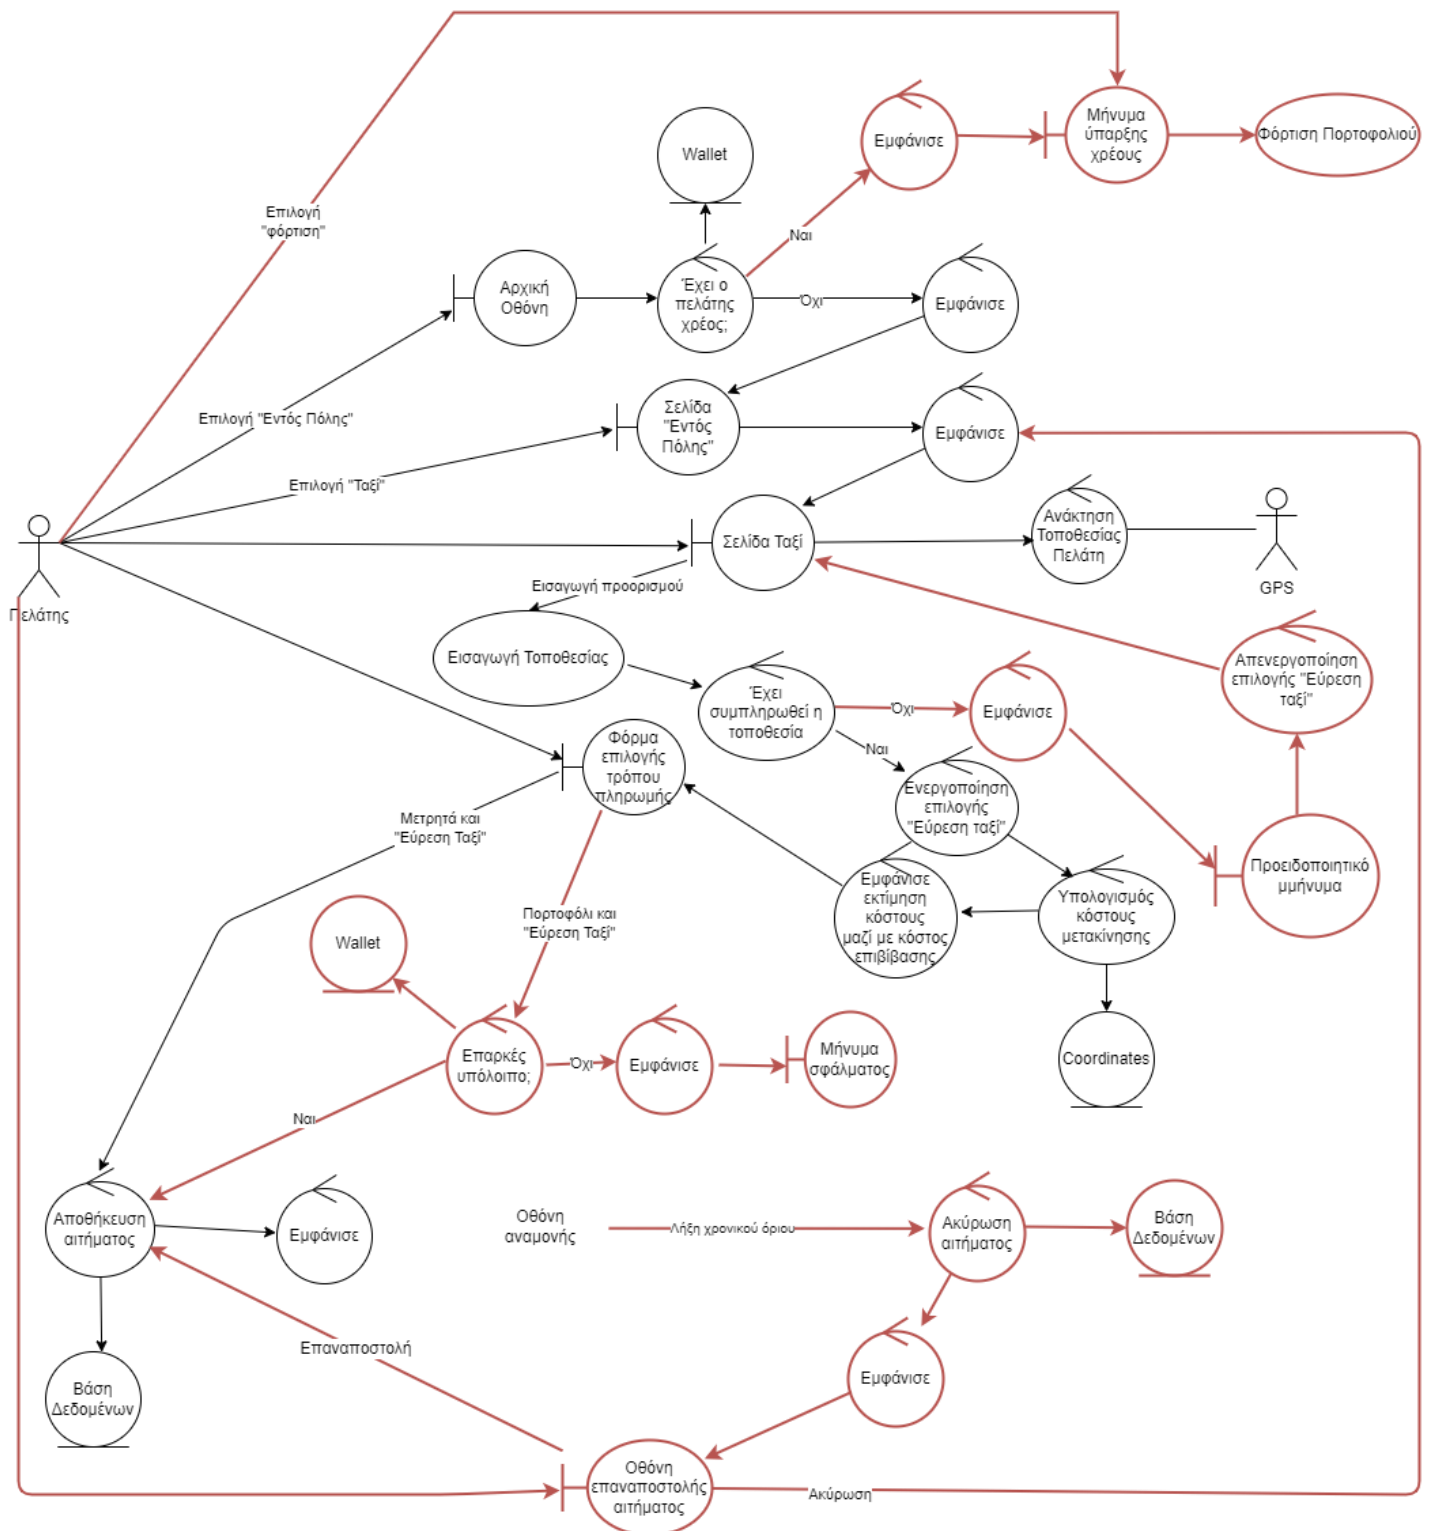 Μήνυμα
ύπαρξης
χρέους
Φόρτιση Πορτοφολιού
Εμφάνισε
Wallet
Επιλογή
"φόρτιση"
Ναι
Αρχική
Οθόνη
Έχει ο
πελάτης
χρέος;
Όχι
Εμφάνισε
Επιλογή "Εντός Πόλης"
Σελίδα
"Εντός
Πόλης"
Εμφάνισε
Επιλογή "Ταξί"
Σελίδα Ταξί
Ανάκτηση
Τοποθεσίας
Πελάτη
GPS
Πελάτης
Εισαγωγή προορισμού
Εισαγωγή Τοποθεσίας
Έχει
συμπληρωθεί η
τοποθεσία
Όχι
Εμφάνισε
Απενεργοποίηση
επιλογής "Εύρεση
ταξί"
Ναι
Φόρμα
επιλογής
τρόπου
πληρωμής
Ενεργοποίηση
επιλογής
"Εύρεση ταξί"
Μετρητά και
"Εύρεση Ταξί"
Προειδοποιητικό
μμήνυμα
Εμφάνισε
εκτίμηση
κόστους
μαζί με κόστος
επιβίβασης
Υπολογισμός
κόστους
μετακίνησης
Πορτοφόλι και
"Εύρεση Ταξί"
Wallet
Επαρκές
υπόλοιπο;
Όχι
Εμφάνισε
Μήνυμα
σφάλματος
Coordinates
Ναι
Αποθήκευση
αιτήματος
Εμφάνισε
Οθόνη
αναμονής
Λήξη χρονικού όριου
Ακύρωση
αιτήματος
Βάση
Δεδομένων
Επαναποστολή
Εμφάνισε
Βάση
Δεδομένων
Οθόνη
επαναποστολής
αιτήματος
Ακύρωση